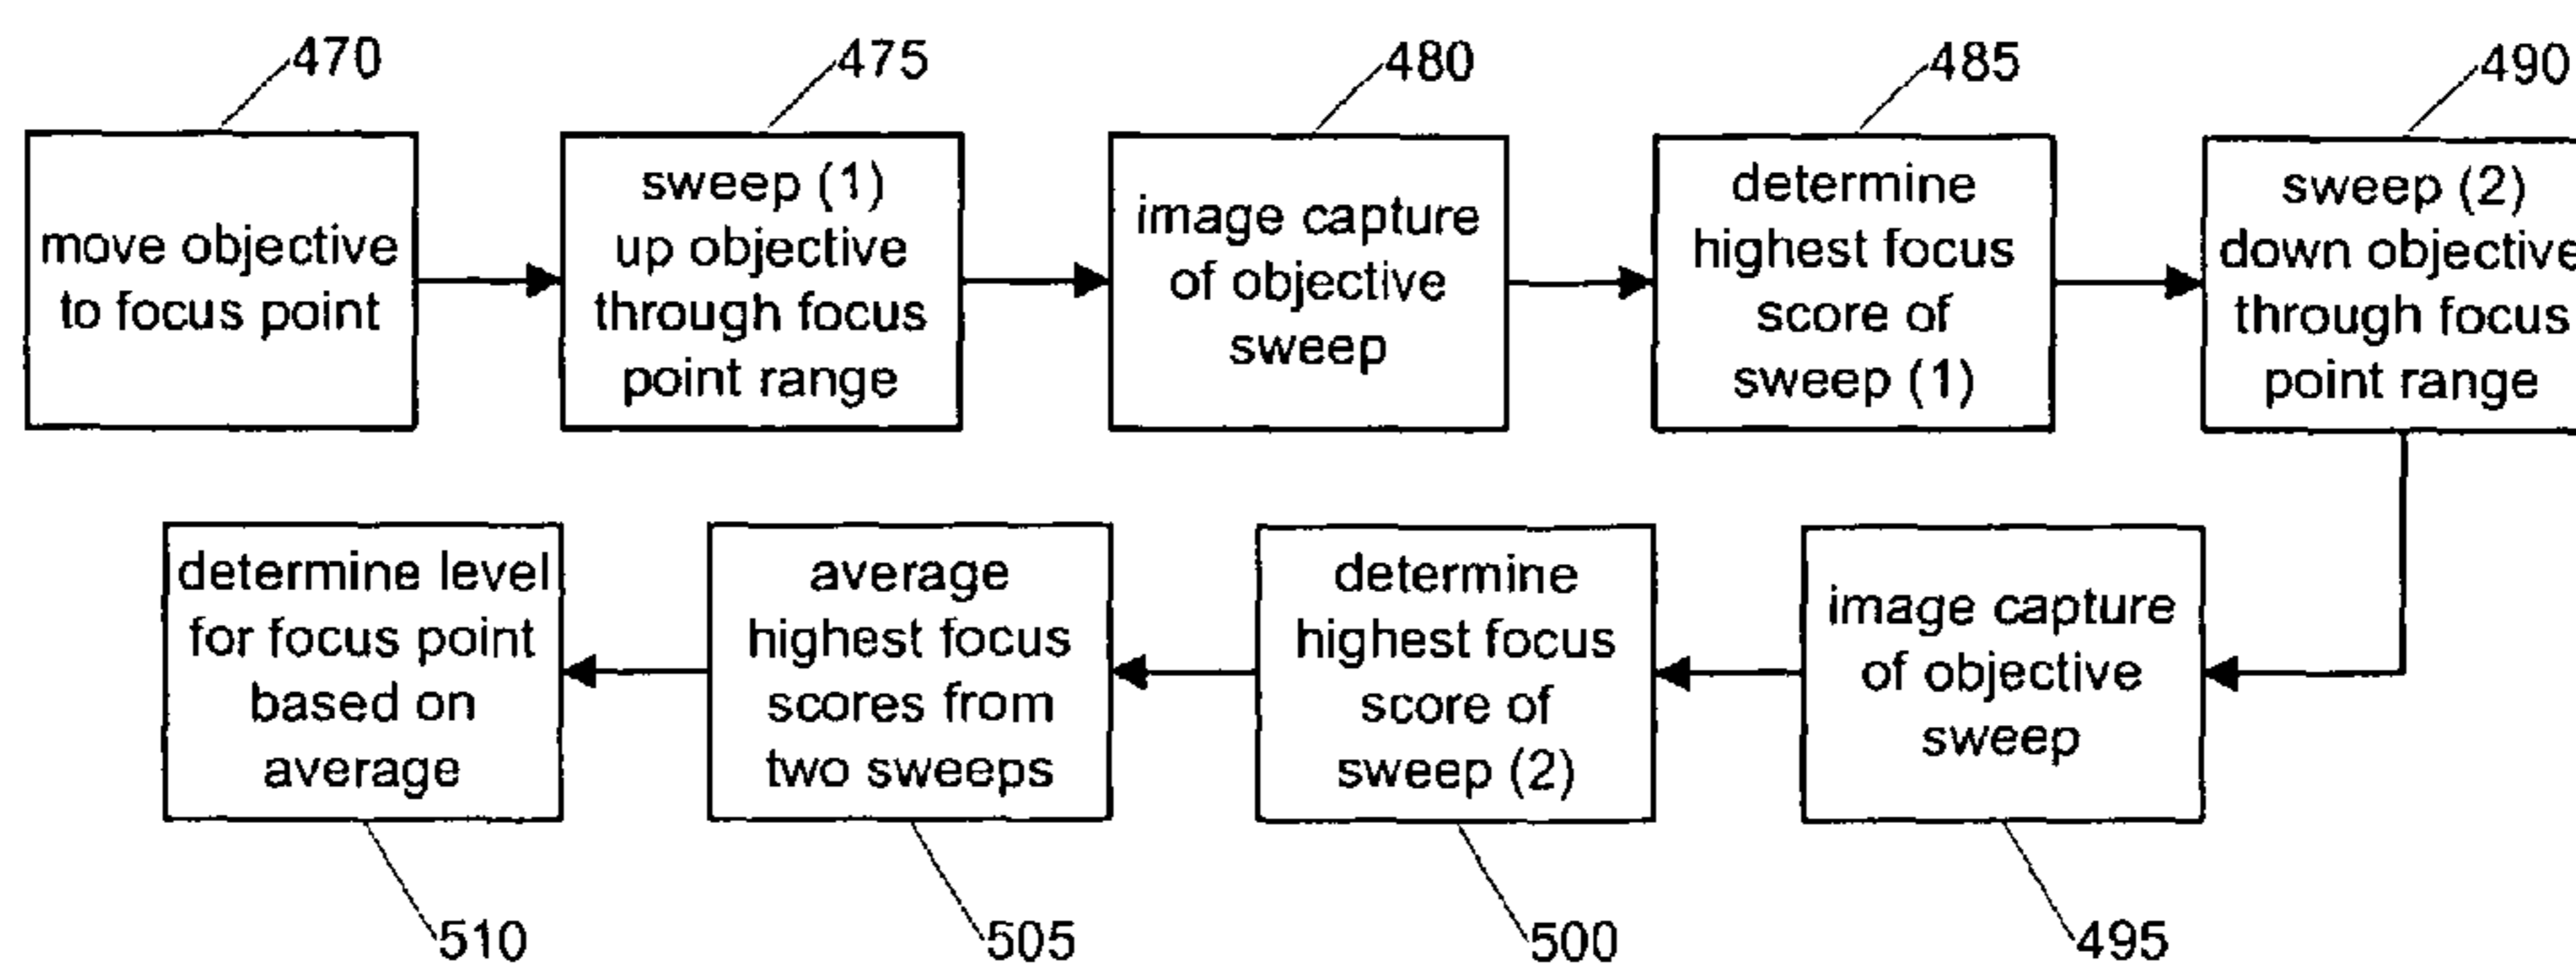 470
475
480
485
490
move objective
to focus point
sweep (1)
up objective
through focus
point range
image capture
of objective
sweep
determine
highest focus
score of
sweep (1)
sweep (2)
down objective
through focus
point range
determine level
for focus point
based on
average
average
highest focus
scores from
two sweeps
determine
highest focus
score of
sweep (2)
image capture
of objective
sweep
510
505
500
495